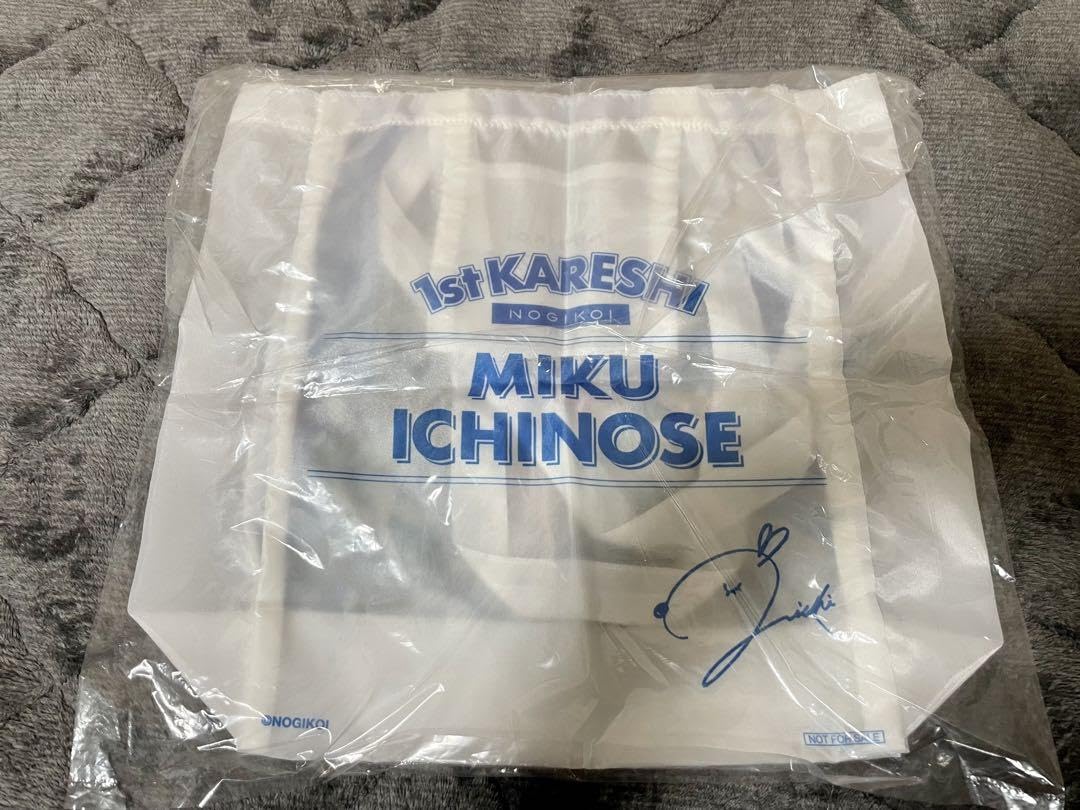 1st KARESHI
NOGIKOI
MIKU
ICHINOSE
©NOGIKOI
NOT FOR SALE